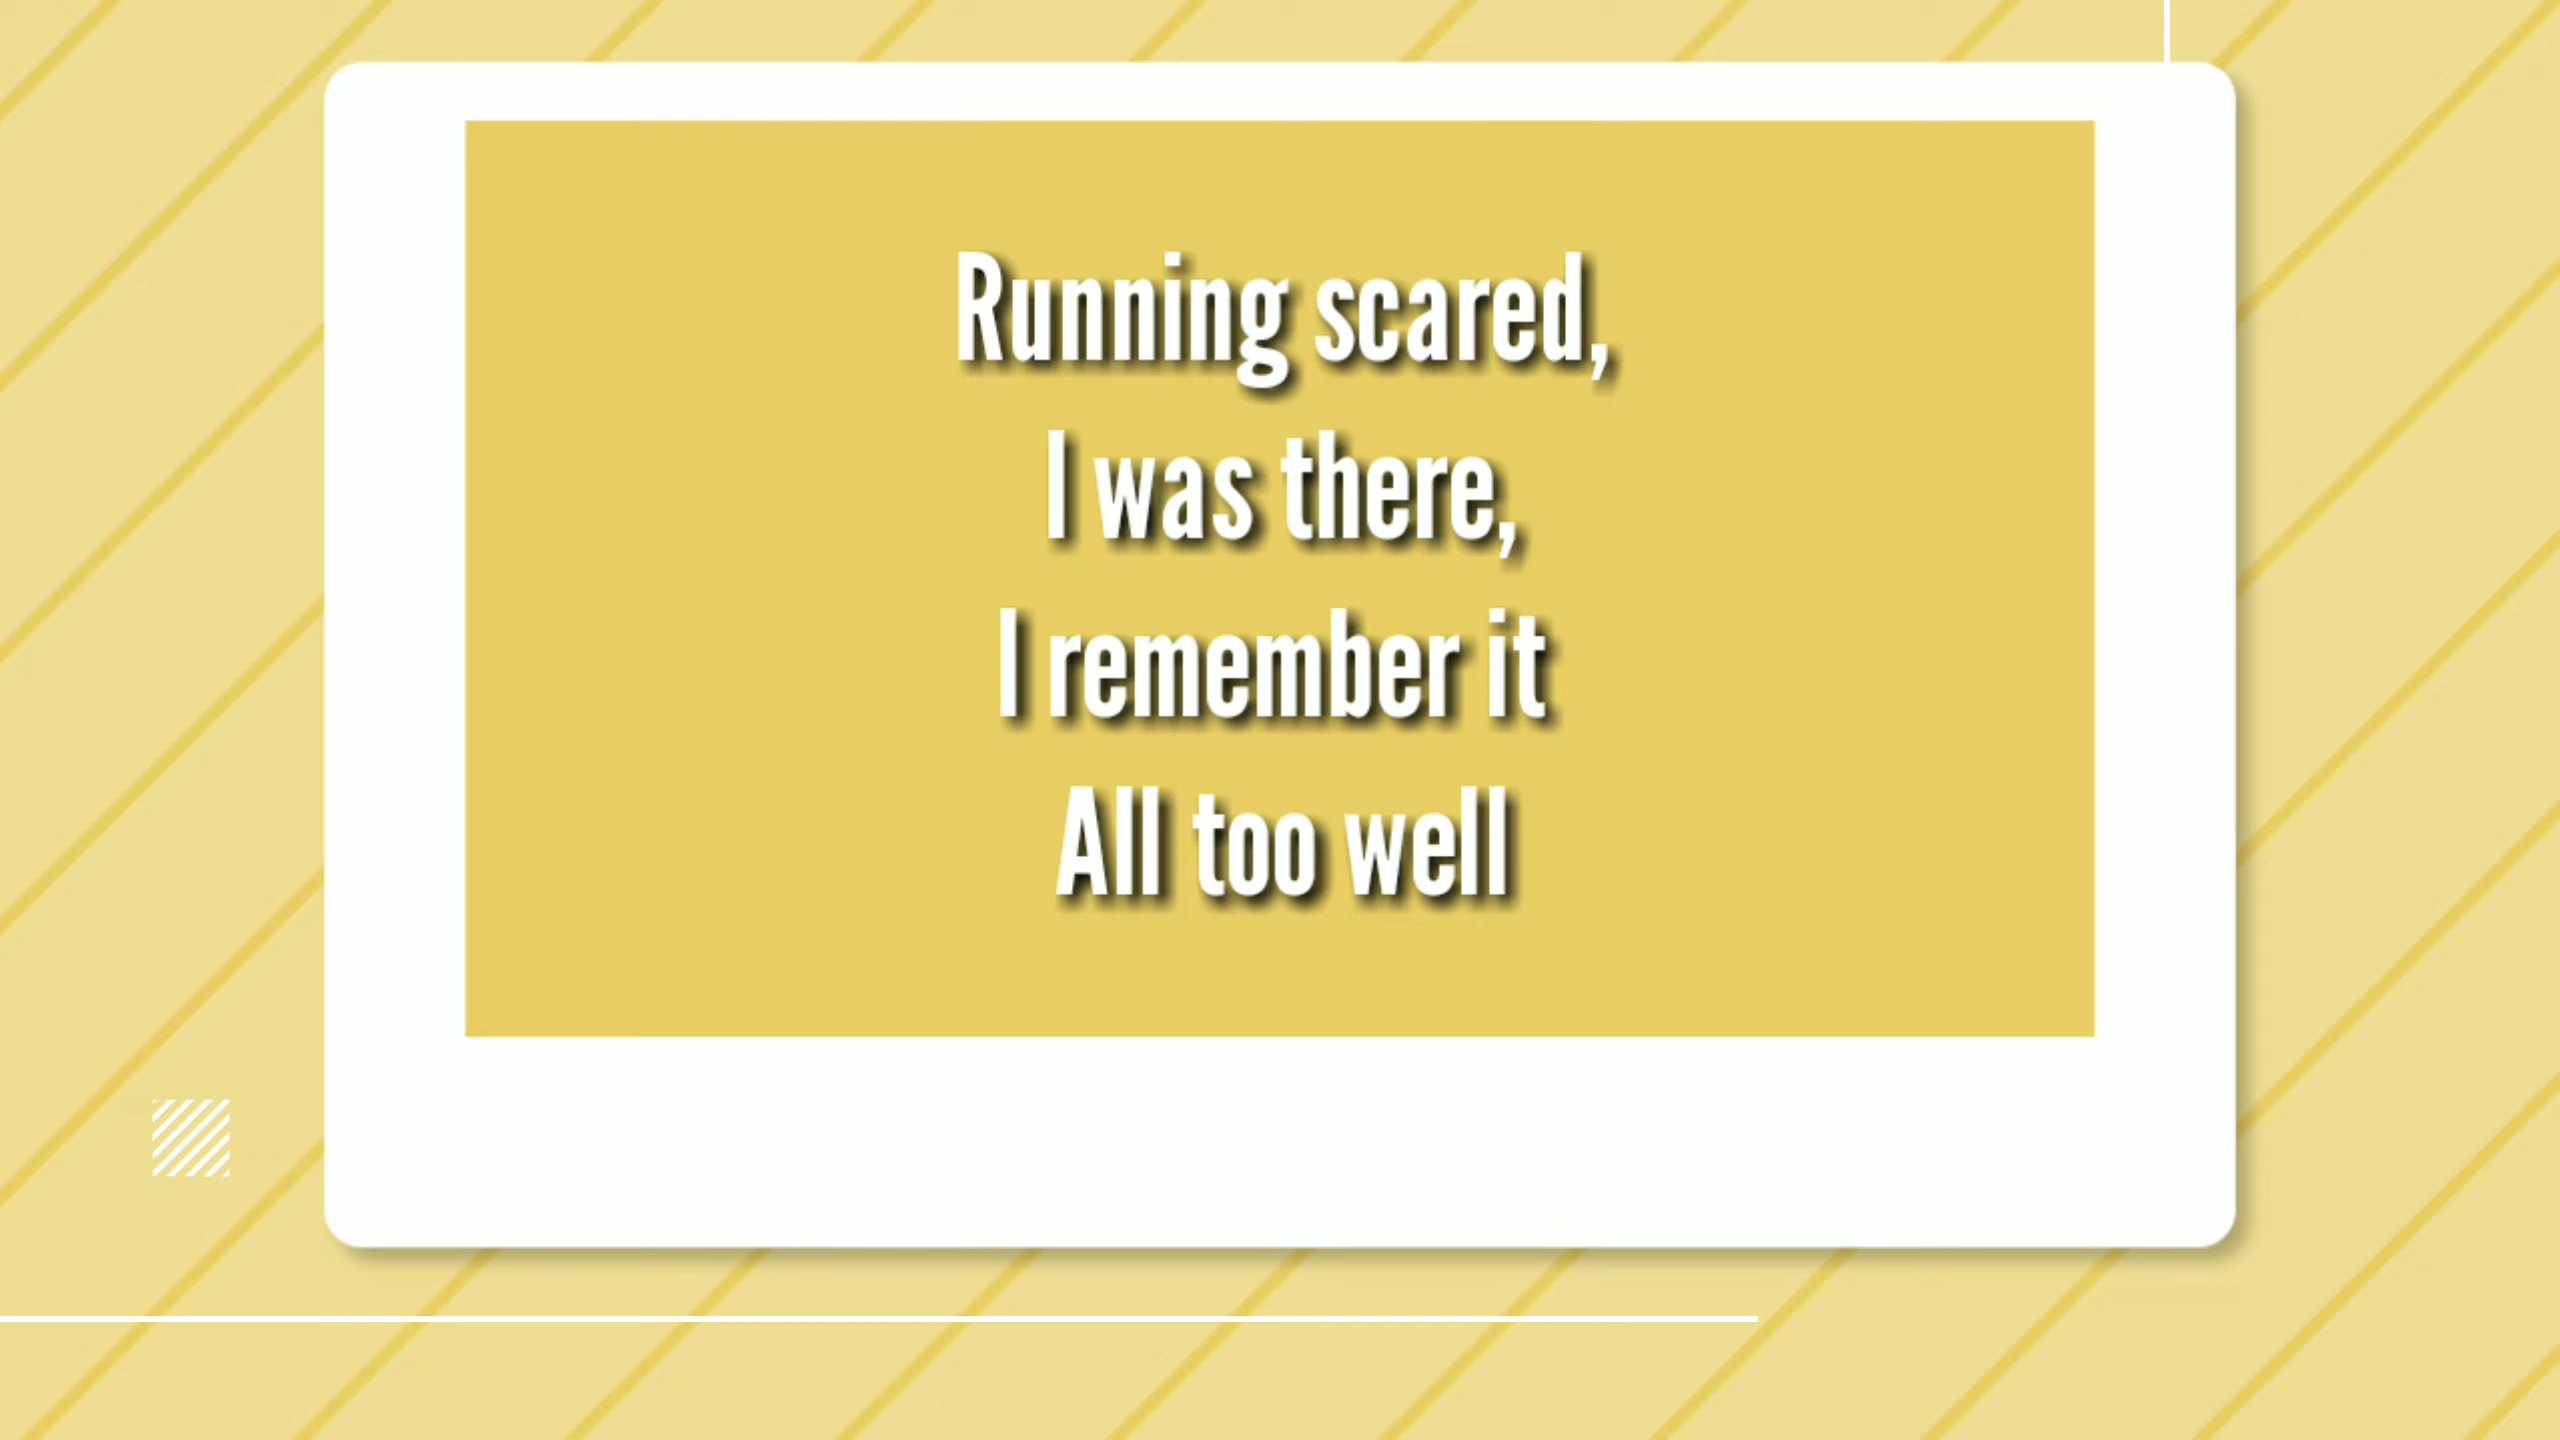 Running scared,
I was there,
I remember it
All too well